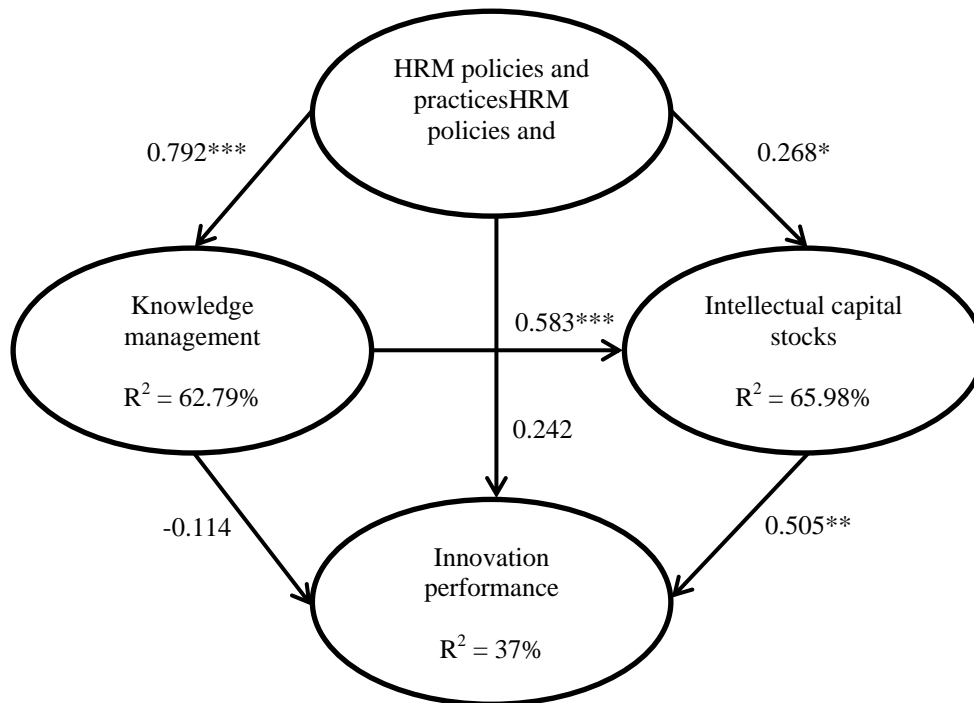 HRM policies and
practicesHRM
policies and
0.792***
0.268*
Knowledge
management
R² = 62.79%
0.583***
Intellectual capital
stocks
R² = 65.98%
0.242
-0.114
0.505**
Innovation
performance
R² = 37%